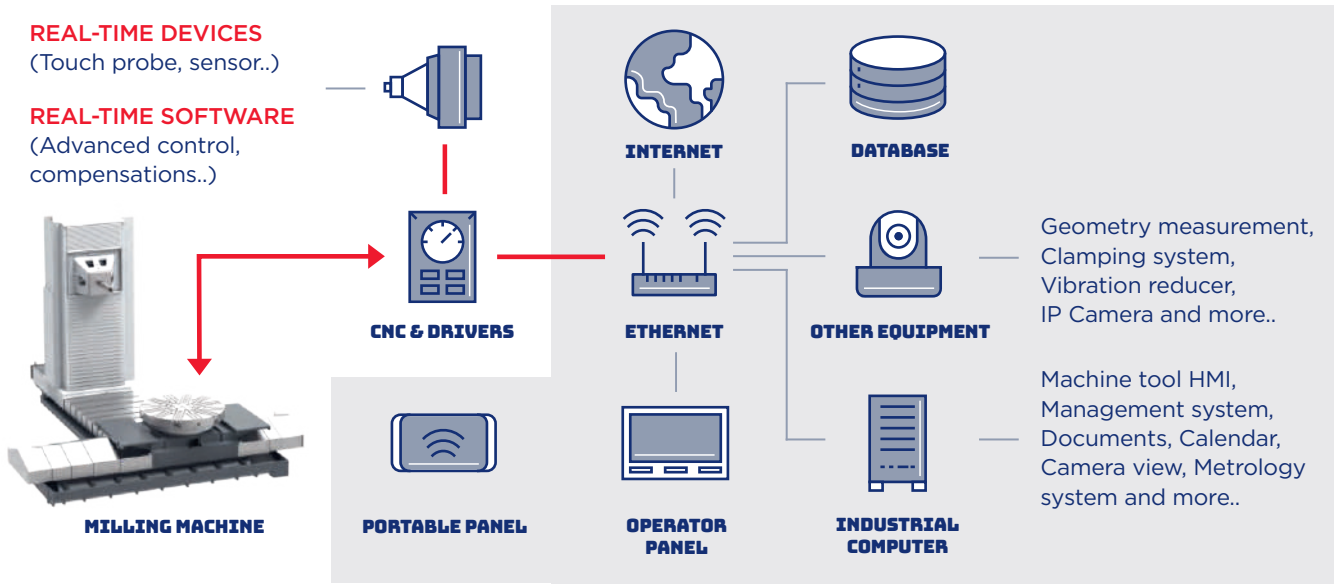 REAL-TIME DEVICES
(Touch probe, sensor..)
REAL-TIME SOFTWARE
(Advanced control,
compensations..)
INTERNET
DATABASE
CNC & DRIVERS
ETHERNET
OTHER EQUIPMENT
Geometry measurement,
Clamping system,
Vibration reducer,
IP Camera and more..
Machine tool HMI,
Management system,
Documents, Calendar,
Camera view, Metrology
system and more..
MILLING MACHINE
PORTABLE PANEL
OPERATOR
PANEL
INDUSTRIAL
COMPUTER